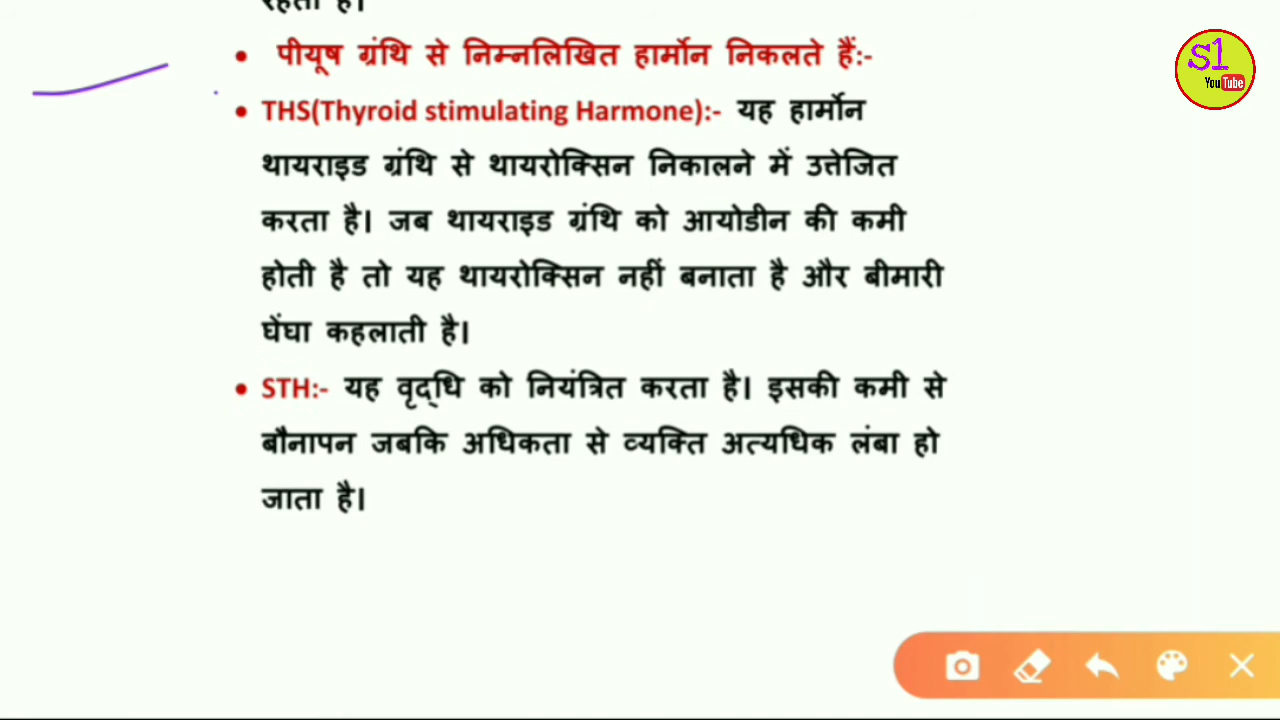 रहता है।
• पीयूष ग्रंथि से निम्नलिखित हार्मोन निकलते हैं:-
• THS(Thyroid stimulating Harmone):- यह हार्मोन
थायराइड ग्रंथि से थायरोक्सिन निकालने में उत्तेजित
करता है। जब थायराइड ग्रंथि को आयोडीन की कमी
होती है तो यह थायरोक्सिन नहीं बनाता है और बीमारी
घेंघा कहलाती है।
• STH:- यह वृद्धि को नियंत्रित करता है। इसकी कमी से
बौनापन जबकि अधिकता से व्यक्ति अत्यधिक लंबा हो
जाता है।
S1
YouTube